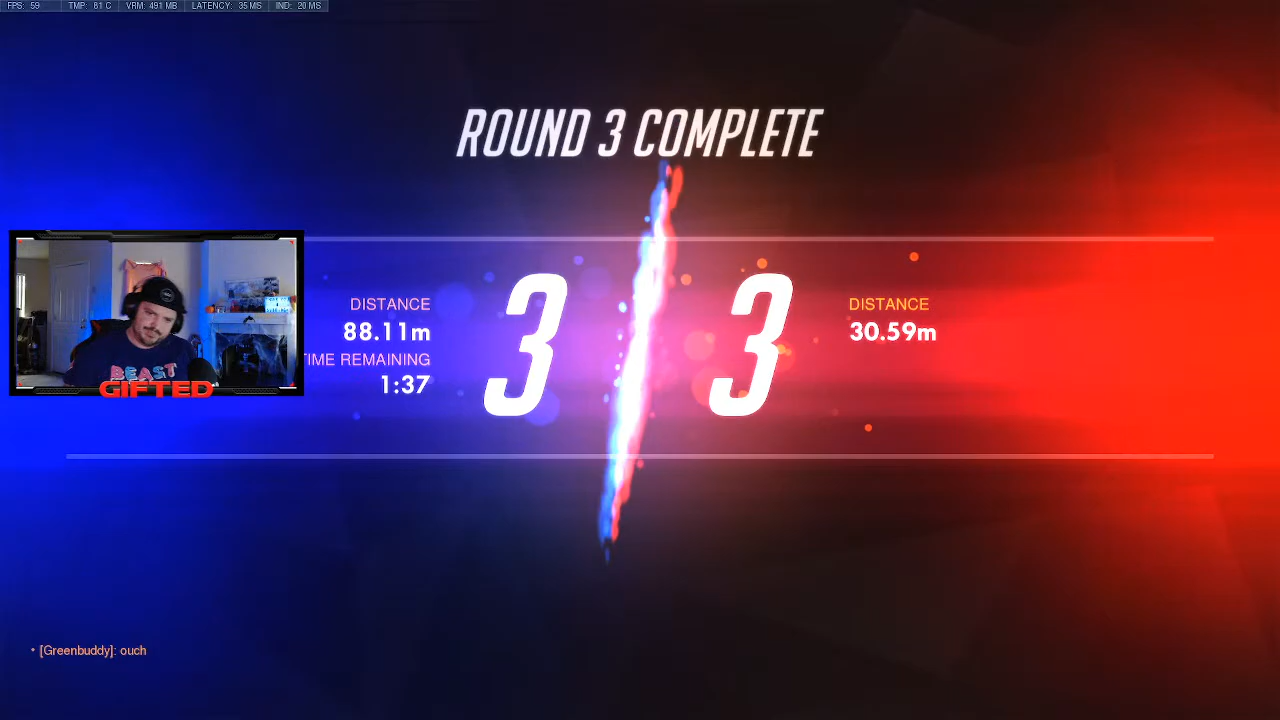 FPS: 59 TMP: 81 C VRM: 491 MB LATENCY: 35 MS IND: 20 MS
ROUND 3 COMPLETE
DISTANCE
88.11m
TIME REMAINING
1:37
3
3
DISTANCE
30.59m
BEAST
GIFTED
• [Greenbuddy]: ouch